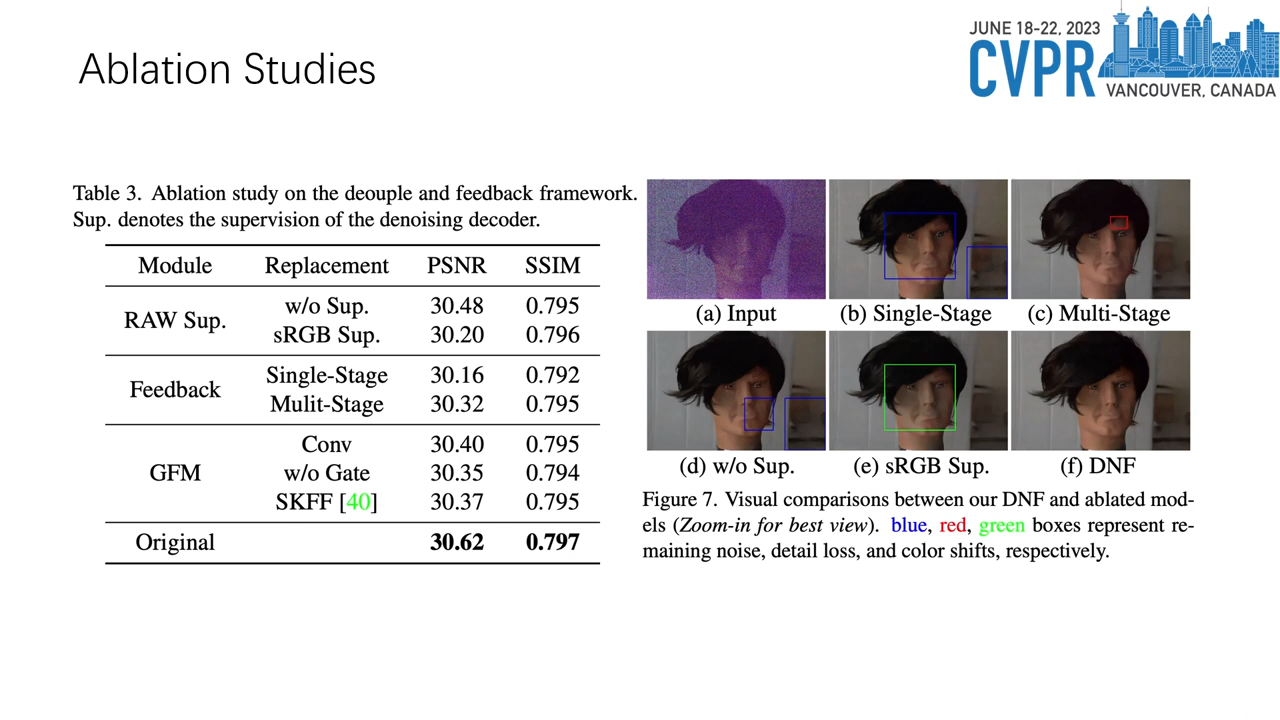 Ablation Studies
JUNE 18-22, 2023
CVPR
VANCOUVER, CANADA
Table 3. Ablation study on the deouple and feedback framework.
Sup. denotes the supervision of the denoising decoder.
Module Replacement PSNR SSIM
RAW Sup.
w/o Sup. 30.48 0.795
sRGB Sup. 30.20 0.796
Feedback
Single-Stage 30.16 0.792
Mulit-Stage 30.32 0.795
GFM
Conv 30.40 0.795
w/o Gate 30.35 0.794
SKFF [40] 30.37 0.795
Original 30.62 0.797
(a) Input (b) Single-Stage (c) Multi-Stage
(d) w/o Sup. (e) sRGB Sup. (f) DNF
Figure 7. Visual comparisons between our DNF and ablated mod-
els (Zoom-in for best view). blue, red, green boxes represent re-
maining noise, detail loss, and color shifts, respectively.